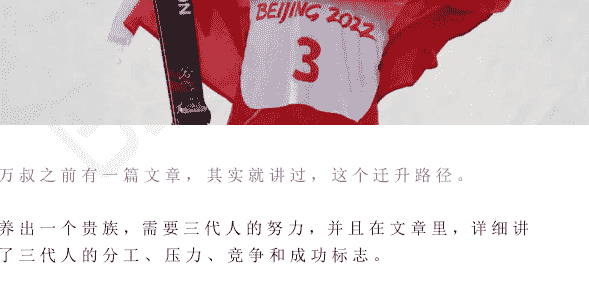 BEIJING 2022
3
万叔之前有一篇文章，其实就讲过，这个迁升路径。
养出一个贵族，需要三代人的努力，并且在文章里，详细讲
了三代人的分工、压力、竞争和成功标志。